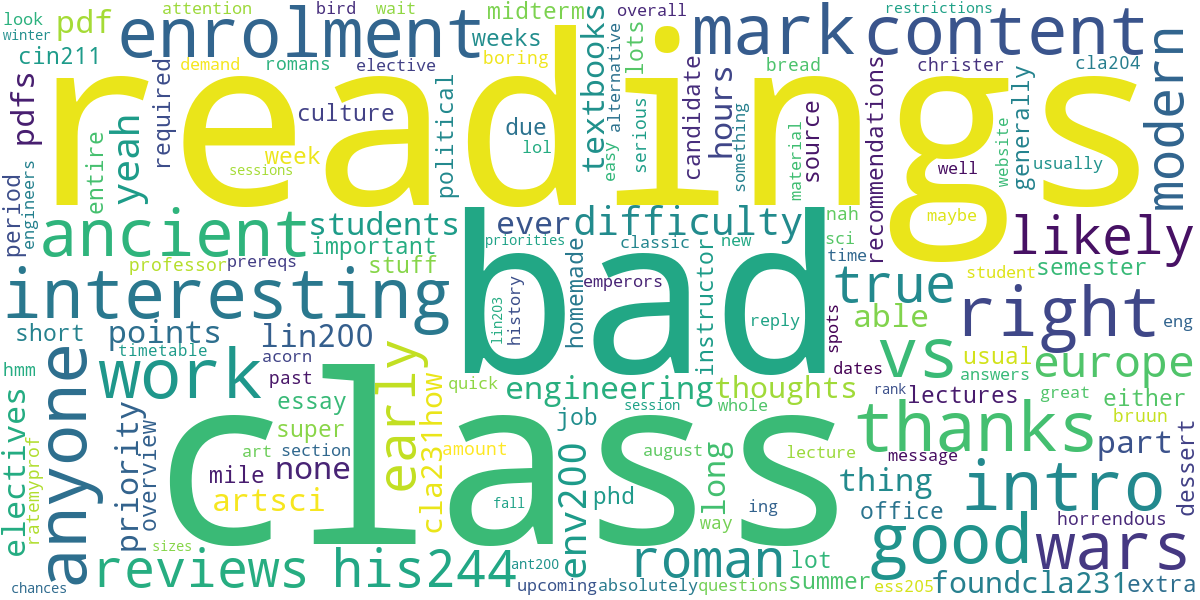 look
winter
pdf
attention
bird
wait
midterm
overall
restrictions
enrolment
weeks
mark
content
cin211
demand
romans
elective
boring
textbooks
alternative
lots
bread
christer
cla204
readings
pdfs
yeah
required
culture
political
due
lol
easy
serious
candidate
hours
something
material
source
recommendations
well
website
generally
usually
modern
entire
week
sessions
period
engineers
ancient
students
important
ever
difficulty
nah
sci
time
maybe
likely
professor
prereqs
stuff
priorities
classic
new
homemade
instructor
emperors
bad
true
student
semester
interesting
short
points
lin200
lin203
history
reply
spots
able
right
eng
timetable
acorn
hmm
work
past
early
quick
engineering
thoughts
vs
usual
answers
europe
dates
rank
lectures
great
either
anyone
essay
super
cla231how
job
session
whole
thanks
bruun
electives
ratemyprof
priority
overview
art
section
mile
none
amount
class
august
long
way
lecture
message
part
dessert
artsci
env200
phd
fall
ing
thing
office
intro
horrendous
sizes
reviews
his244
ant200
roman
lot
summer
good
wars
chances
upcoming
absolutely
questions
ess205
foundcla231
extra